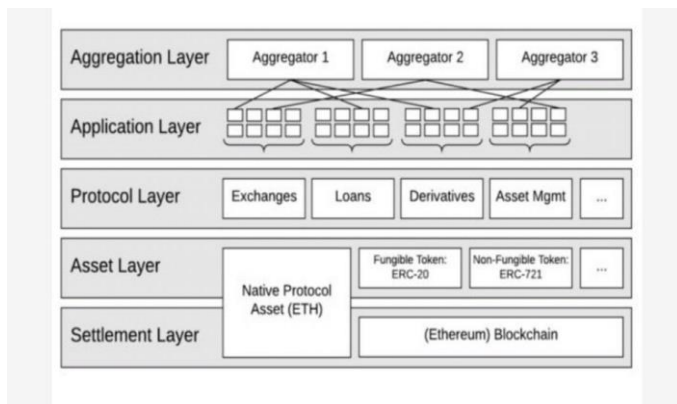 Aggregation Layer
Aggregator 1
Aggregator 2
Aggregator 3
Application Layer
Protocol Layer
Exchanges
Loans
Derivatives
Asset Mgmt
...
Asset Layer
Native Protocol
Asset (ETH)
Fungible Token:
ERC-20
Non-Fungible Token:
ERC-721
...
Settlement Layer
(Ethereum) Blockchain